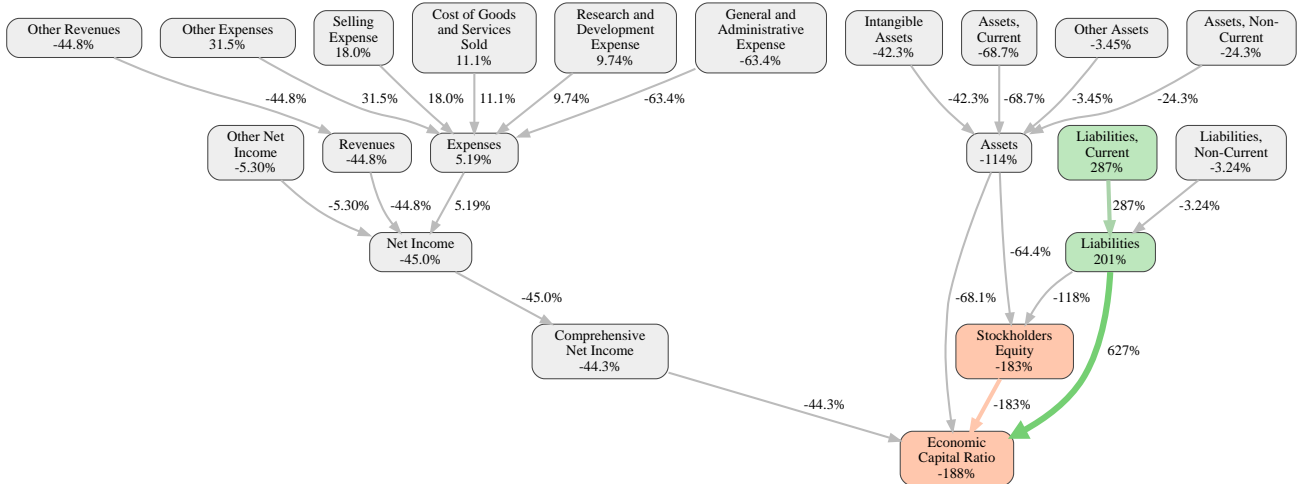 Other Revenues
-44.8%
Other Expenses
31.5%
Selling
Expense
18.0%
Cost of Goods
and Services
Sold
11.1%
Research and
Development
Expense
9.74%
General and
Administrative
Expense
-63.4%
Intangible
Assets
-42.3%
Assets,
Current
-68.7%
Other Assets
-3.45%
Assets, Non-
Current
-24.3%
-44.8%
31.5%
18.0%
11.1%
9.74%
-63.4%
-42.3%
-68.7%
-3.45%
-24.3%
Other Net
Income
-5.30%
Revenues
-44.8%
Expenses
5.19%
Assets
-114%
Liabilities,
Current
287%
Liabilities,
Non-Current
-3.24%
-5.30%
-44.8%
5.19%
287%
-3.24%
Net Income
-45.0%
-64.4%
Liabilities
201%
-45.0%
-68.1%
-118%
Comprehensive
Net Income
-44.3%
Stockholders
Equity
-183%
627%
-44.3%
-183%
Economic
Capital Ratio
-188%